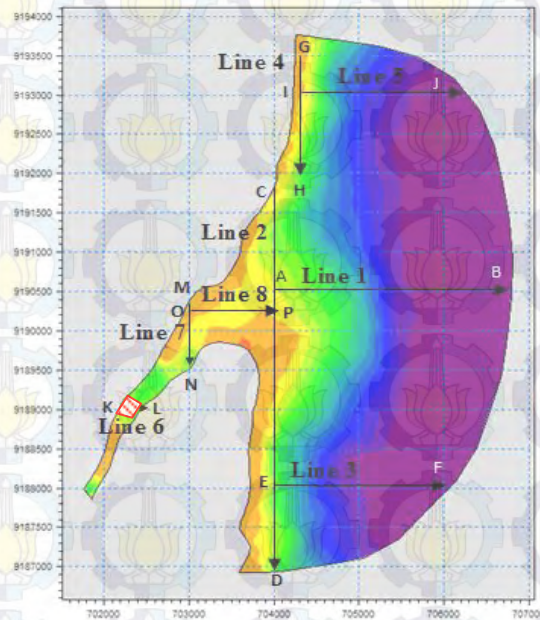 9194000
G
Line 4
9193500
Line 5
J
I
9193000
9192500
9192000
H
C
9191500
Line 2
9191000
A
Line 1
B
M
9190500
O
Line 8
P
9190000
Line 7
9189500
N
K
L
9189000
Line 6
9188500
F
Line 3
E
9188000
9187500
9187000
D
702000
703000
704000
705000
706000
707000